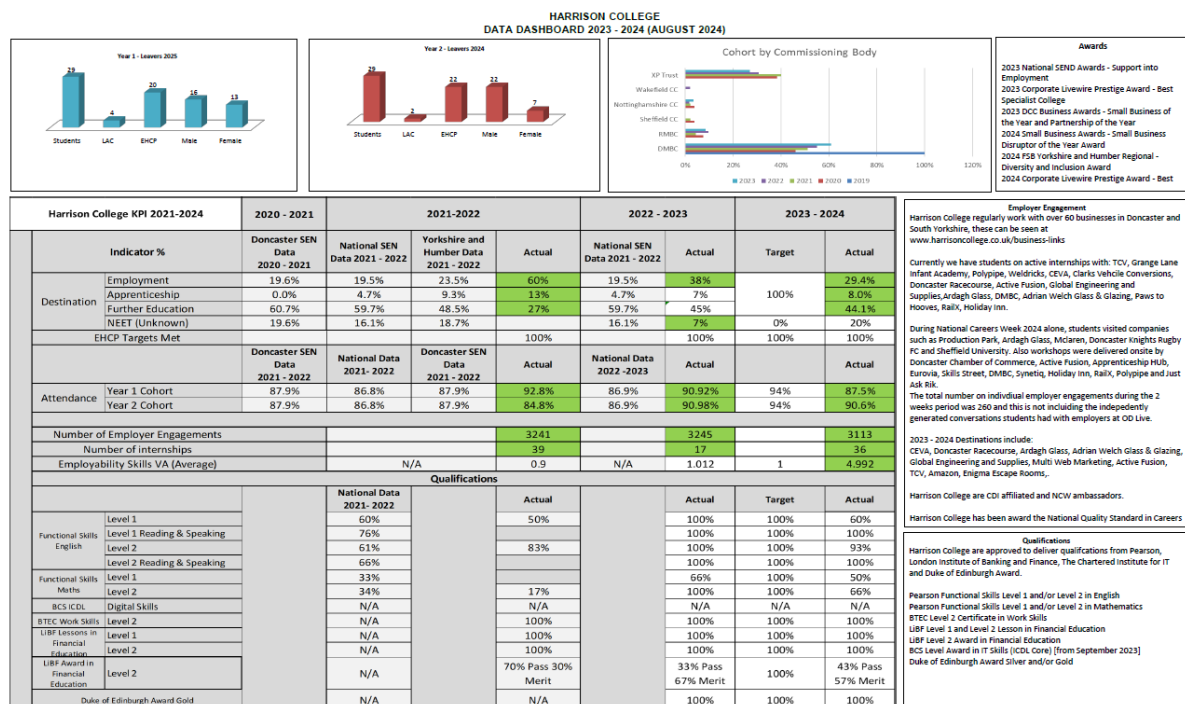 HARRISON COLLEGE
DATA DASHBOARD 2023 - 2024 (AUGUST 2024)
Year 1 - Leavers 2025
29
4
20
16
13
Students LAC EHCP Male Female
Year 2 - Leavers 2024
29
2
22
22
7
Students LAC EHCP Male Female
Cohort by Commissioning Body
XP Trust
Wakefield CC
Nottinghamshire CC
Sheffield CC
RMBC
DMBC
0% 20% 40% 60% 80% 100% 120%
2023 2022 2021 2020 2019
Awards
2023 National SEND Awards - Support into
Employment
2023 Corporate Livewire Prestige Award - Best
Specialist College
2023 DCC Business Awards - Small Business of
the Year and Partnership of the Year
2024 Small Business Awards - Small Business
Disruptor of the Year Award
2024 FSB Yorkshire and Humber Regional -
Diversity and Inclusion Award
2024 Corporate Livewire Prestige Award - Best
Harrison College KPI 2021-2024 2020 - 2021 2021-2022 2022 - 2023 2023 - 2024
Indicator % Doncaster SEN Data 2020 - 2021 National SEN Data 2021 - 2022 Yorkshire and Humber Data 2021 - 2022 Actual National SEN Data 2021 - 2022 Actual Target Actual
Destination
Employment 19.6% 19.5% 23.5% 60% 19.5% 38% 29.4%
Apprenticeship 0.0% 4.7% 9.3% 13% 4.7% 7% 100% 8.0%
Further Education 60.7% 59.7% 48.5% 27% 59.7% 45% 44.1%
NEET (Unknown) 19.6% 16.1% 18.7% 16.1% 7% 0% 20%
EHCP Targets Met 100% 100% 100% 100%
Doncaster SEN Data 2021 - 2022 National Data 2021- 2022 Doncaster SEN Data 2021 - 2022 Actual National Data 2022 -2023 Actual Target Actual
Attendance
Year 1 Cohort 87.9% 86.8% 87.9% 92.8% 86.9% 90.92% 94% 87.5%
Year 2 Cohort 87.9% 86.8% 87.9% 84.8% 86.9% 90.98% 94% 90.6%
Number of Employer Engagements 3241 3245 3113
Number of internships 39 17 36
Employability Skills VA (Average) N/A 0.9 N/A 1.012 1 4.992
Qualifications
National Data 2021- 2022 Actual Actual Target Actual
Functional Skills English
Level 1 60% 50% 100% 100% 60%
Level 1 Reading & Speaking 76% 100% 100% 100%
Level 2 61% 83% 100% 100% 93%
Level 2 Reading & Speaking 66% 100% 100% 100%
Functional Skills Maths
Level 1 33% 66% 100% 50%
Level 2 34% 17% 100% 66%
BCS ICDL Digital Skills N/A N/A N/A N/A N/A
BTEC Work Skills Level 2 N/A 100% 100% 100% 100%
LiBF Lessons in Financial Education
Level 1 N/A 100% 100% 100% 100%
Level 2 N/A 100% 100% 100% 100%
LiBF Award in Financial Education Level 2 N/A 70% Pass 30% Merit 33% Pass 67% Merit 100% 43% Pass 57% Merit
Duke of Edinburgh Award Gold N/A N/A 100% 100% 100%
Employer Engagement
Harrison College regularly work with over 60 businesses in Doncaster and
South Yorkshire, these can be seen at
www.harrisoncollege.co.uk/business-links
Currently we have students on active internships with: TCV, Grange Lane
Infant Academy, Polypipe, Weldricks, CEVA, Clarks Vehcile Conversions,
Doncaster Racecourse, Active Fusion, Global Engineering and
Supplies,Ardagh Glass, DMBC, Adrian Welch Glass & Glazing, Paws to
Hooves, RailX, Holiday Inn.
During National Careers Week 2024 alone, students visited companies
such as Production Park, Ardagh Glass, Mclaren, Doncaster Knights Rugby
FC and Sheffield University. Also workshops were delivered onsite by
Doncaster Chamber of Commerce, Active Fusion, Apprenticeship HUb,
Eurovia, Skills Street, DMBC, Synetiq, Holiday Inn, RailX, Polypipe and Just
Ask Rik.
The total number on indivdiual employer engagements during the 2
weeks period was 260 and this is not incluiding the indepedently
generated conversations students had with employers at OD Live.
2023 - 2024 Destinations include:
CEVA, Doncaster Racecourse, Ardagh Glass, Adrian Welch Glass & Glazing,
Global Engineering and Supplies, Multi Web Marketing, Active Fusion,
TCV, Amazon, Enigma Escape Rooms,.
Harrison College are CDI affiliated and NCW ambassadors.
Harrison College has been award the National Quality Standard in Careers
Qualifications
Harrison College are approved to deliver qualifcations from Pearson,
London Institute of Banking and Finance, The Chartered Institute for IT
and Duke of Edinburgh Award.
Pearson Functional Skills Level 1 and/or Level 2 in English
Pearson Functional Skills Level 1 and/or Level 2 in Mathematics
BTEC Level 2 Certificate in Work Skills
LiBF Level 1 and Level 2 Lesson in Financial Education
LiBF Level 2 Award in Financial Education
BCS Level Award in IT Skills (ICDL Core) [from September 2023]
Duke of Edinburgh Award Silver and/or Gold